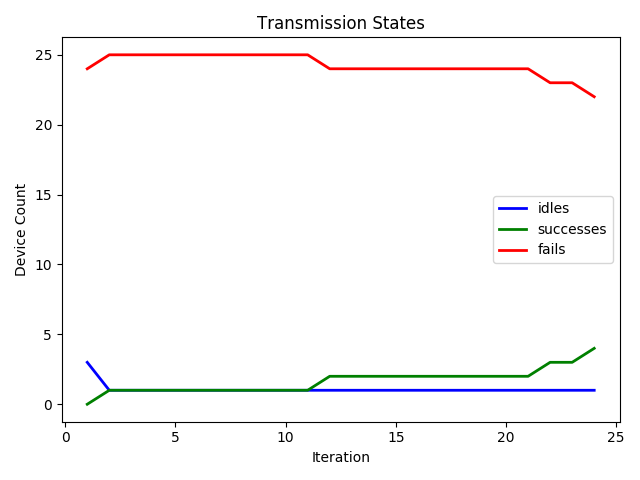 Transmission States
Device Count
25
20
15
10
5
0
idles
successes
fails
0 5 10 15 20 25
Iteration